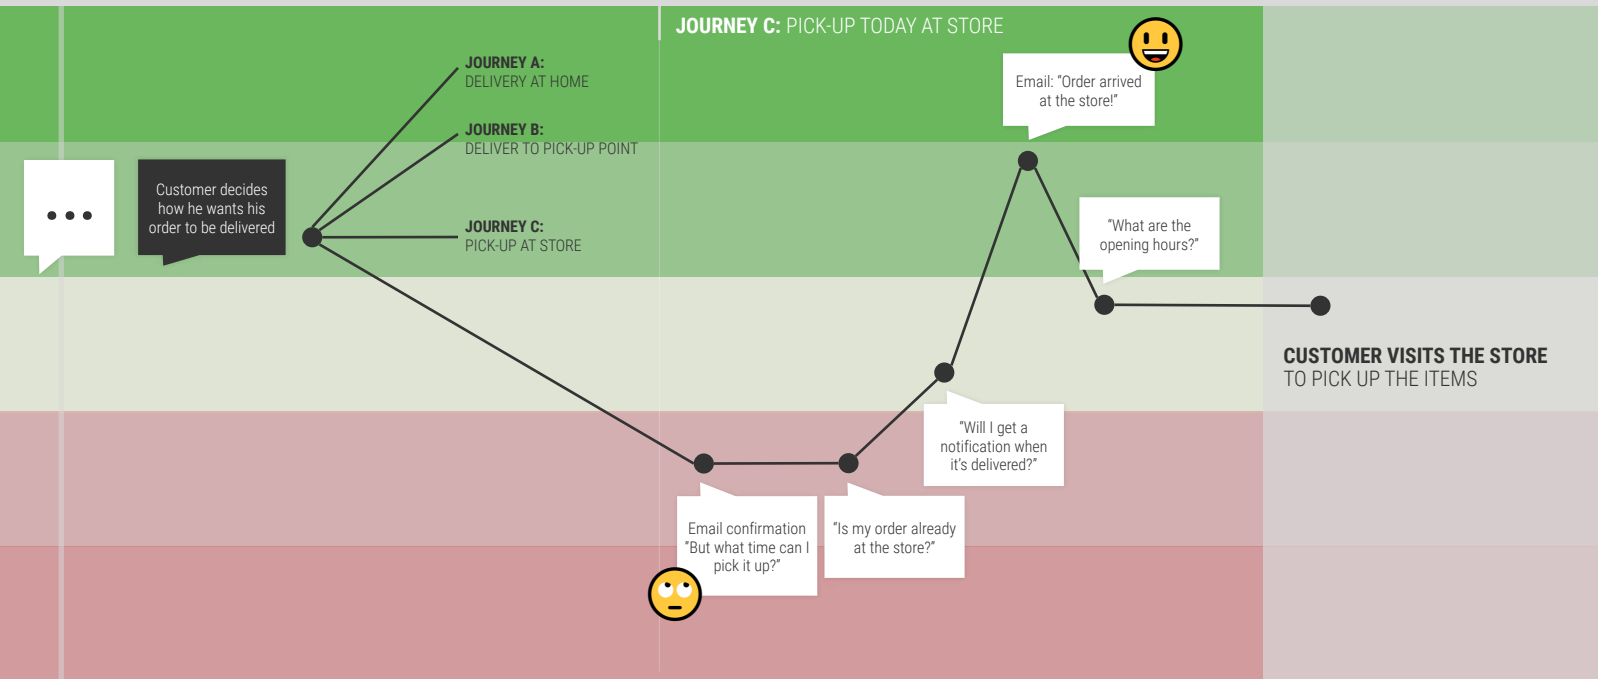 JOURNEY C: PICK-UP TODAY AT STORE
JOURNEY A:
DELIVERY AT HOME
JOURNEY B:
DELIVER TO PICK-UP POINT
JOURNEY C:
PICK-UP AT STORE
Customer decides
how he wants his
order to be delivered
Email: "Order arrived
at the store!"
"What are the
opening hours?"
CUSTOMER VISITS THE STORE
TO PICK UP THE ITEMS
"Will I get a
notification when
it's delivered?"
Email confirmation
"But what time can I
pick it up?"
"Is my order already
at the store?"